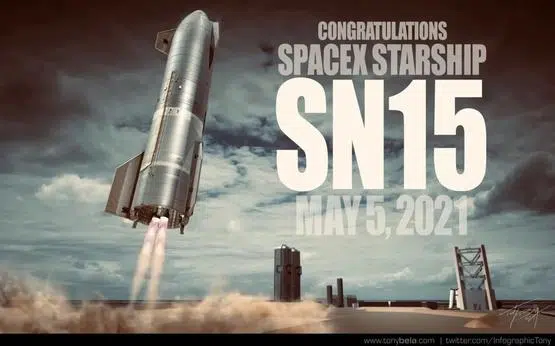 CONGRATULATIONS
SPACEX STARSHIP
SN15
MAY 5, 2021
www.tonybela.com | twitter.com/InfographicTony